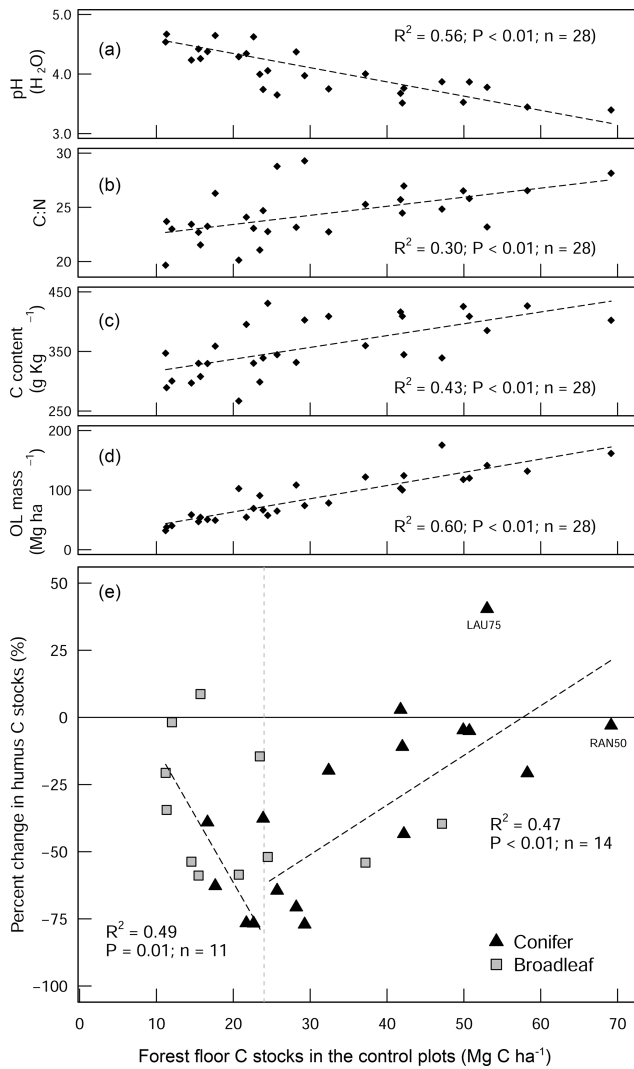 5.0
4.0
3.0
pH
(H₂O)
(a)
R² = 0.56; P < 0.01; n = 28)
30
25
20
C:N
(b)
R² = 0.30; P < 0.01; n = 28)
450
350
250
C content
(g Kg⁻¹)
(c)
R² = 0.43; P < 0.01; n = 28)
200
100
0
OL mass
(Mg ha⁻¹)
(d)
R² = 0.60; P < 0.01; n = 28)
50
25
0
−25
−50
−75
−100
Percent change in humus C stocks (%)
(e)
LAU75
RAN50
R² = 0.47
P < 0.01; n = 14
R² = 0.49
P = 0.01; n = 11
Conifer
Broadleaf
0 10 20 30 40 50 60 70
Forest floor C stocks in the control plots (Mg C ha⁻¹)